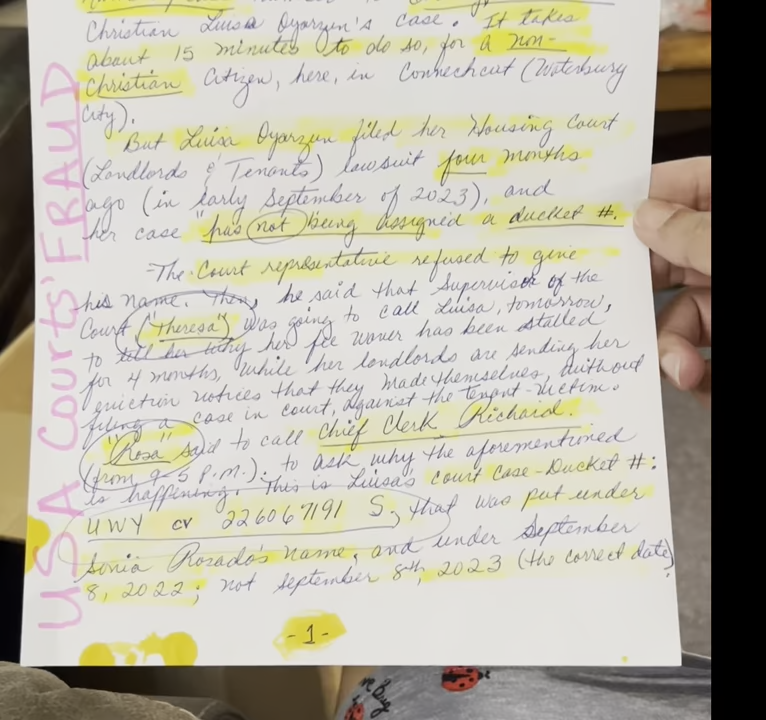 Christian Luisa Oyarzun's case. It takes
about 15 minutes to do so, for a non-
Christian Citizen, here, in Connecticut (Waterbury
City).
But Luisa Oyarzun filed her Housing Court
(Landlords & Tenants) lawsuit four months
ago (in early September of 2023), and
her case "has not being assigned a ducket #.
-The Court representative refused to give
his name. Then, he said that Supervisor of the
Court ("Theresa") was going to call Luisa, tomorrow,
to tell her why her fee waver has been stalled
for 4 months, while her landlords are sending her
eviction notices that they made themselves, without
filing a case in court, against the tenant-victim.
"Rosa" said to call Chief Clerk Richard.
(from 9-5 P.M.): to ask why the aforementioned
is happening. This is Luisa's court case-Ducket #:
UWY CV 226067191 S, that was put under
Sonia Rosado's name, and under September
8, 2022; not September 8th, 2023 (the correct date).
-1-
USA COURTS' FRAUD